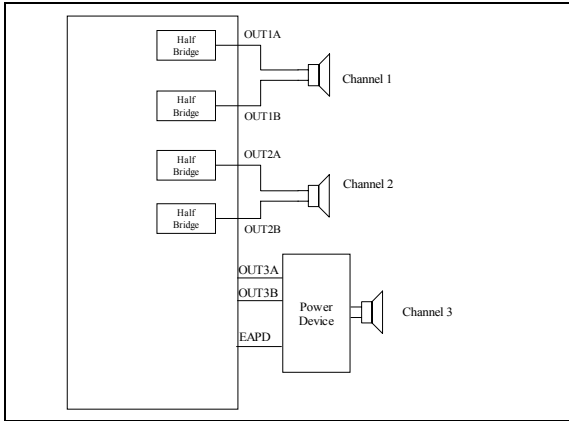 Half
Bridge
OUT1A
Channel 1
Half
Bridge
OUT1B
Half
Bridge
OUT2A
Channel 2
Half
Bridge
OUT2B
OUT3A
OUT3B
Power
Device
Channel 3
EAPD